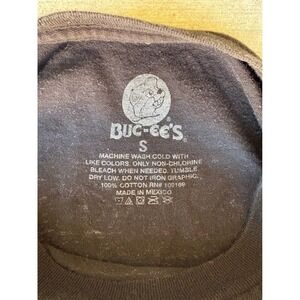 BUC-EE'S
S
MACHINE WASH COLD WITH
LIKE COLORS. ONLY NON-CHLORINE
BLEACH WHEN NEEDED. TUMBLE
DRY LOW. DO NOT IRON GRAPHIC.
100% COTTON RN#
MADE IN MEXICO